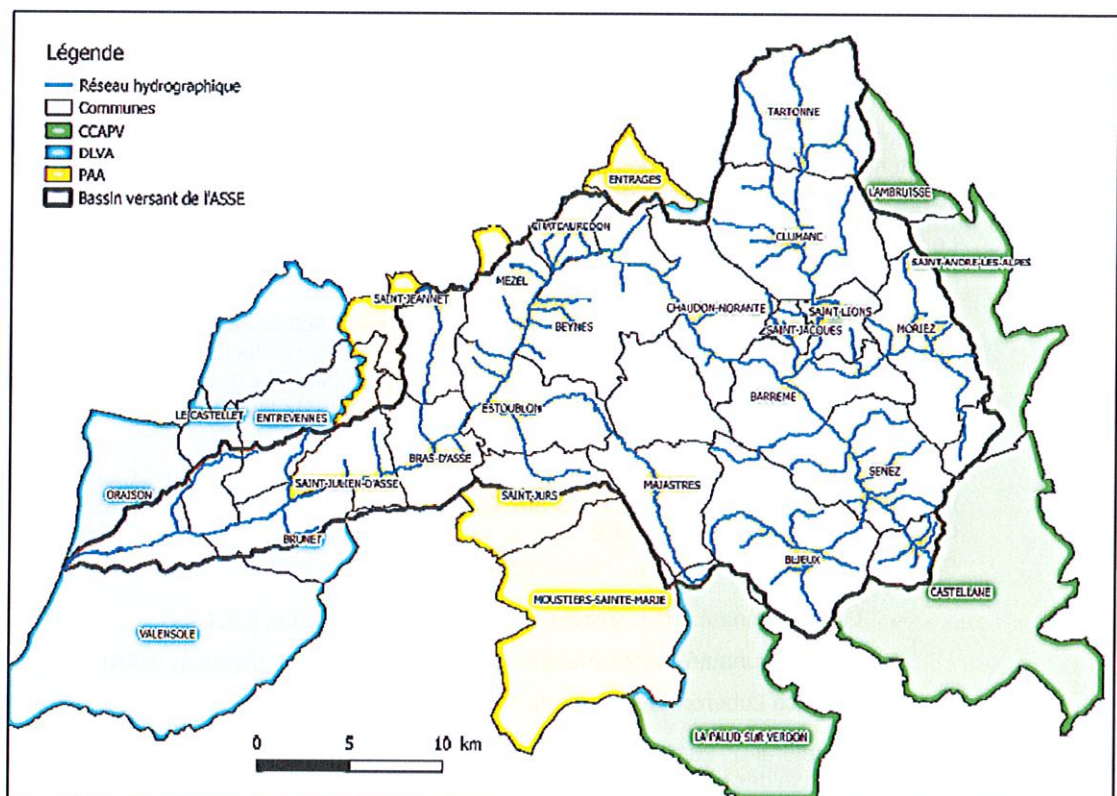 Légende
Réseau hydrographique
Communes
CCAPV
DLVA
PAA
Bassin versant de l'ASSE
TARTONNE
ENTRAGES
LAMBRUISSE
CHATEAUREDON
CLUMANC
SAINT-ANDRE-LES-ALPES
MEZEL
SAINT-JEANNET
CHAUDON-NORANTE
SAINT-LIONS
BEYNES
SAINT-JACQUES
MORIEZ
BARREME
LE CASTELLET
ENTREVENNES
ESTOUBLON
BRAS-D'ASSE
SENEZ
SAINT-JULIEN-D'ASSE
MAJASTRES
ORAISON
SAINT-JURS
BRUNET
BLIEUX
MOUSTIERS-SAINTE-MARIE
CASTELLANE
VALENSOLE
LA PALUD SUR VERDON
0 5 10 km